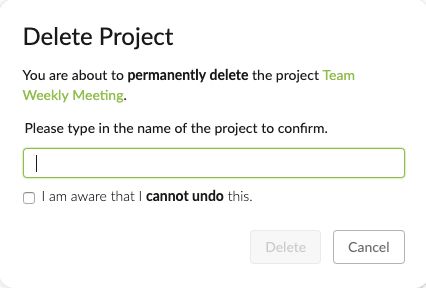 Delete Project
You are about to permanently delete the project Team
Weekly Meeting.
Please type in the name of the project to confirm.
I am aware that I cannot undo this.
Delete Cancel